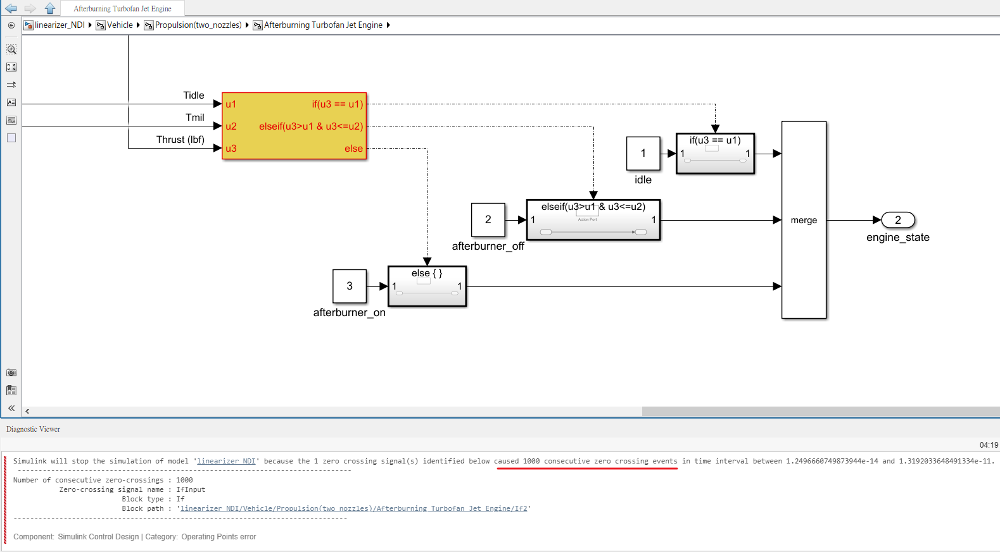 Afterburning Turbofan Jet Engine
linearizer_NDI Vehicle Propulsion(two_nozzles) Afterburning Turbofan Jet Engine
Tidle
u1 if(u3 == u1)
Tmil
u2 elseif(u3>u1 & u3<=u2)
Thrust (lbf)
u3 else
if(u3 == u1)
1 1 1
idle
elseif(u3>u1 & u3<=u2)
Action Port
2 1 1
afterburner_off
merge
2
engine_state
else { }
3 1 1
afterburner_on
Diagnostic Viewer
04:19
Simulink will stop the simulation of model 'linearizer_NDI' because the 1 zero crossing signal(s) identified below caused 1000 consecutive zero crossing events in time interval between 1.2496660749873944e-14 and 1.3192033648491334e-11.
--------------------------------------------------------------------------------
Number of consecutive zero-crossings : 1000
Zero-crossing signal name : IfInput
Block type : If
Block path : 'linearizer_NDI/Vehicle/Propulsion(two_nozzles)/Afterburning Turbofan Jet Engine/If2'
--------------------------------------------------------------------------------
Component: Simulink Control Design | Category: Operating Points error